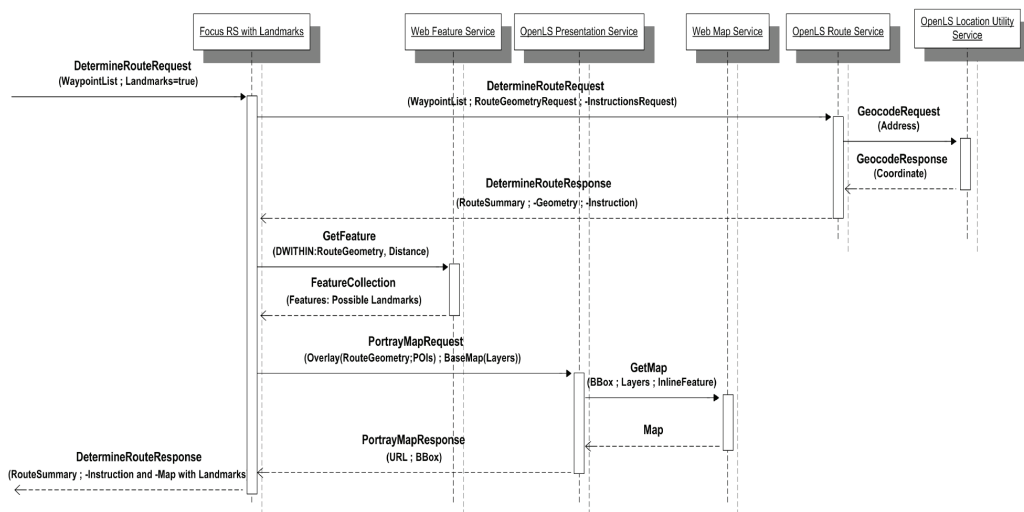 Focus RS with Landmarks
Web Feature Service
OpenLS Presentation Service
Web Map Service
OpenLS Route Service
OpenLS Location Utility
Service
DetermineRouteRequest
(WaypointList ; Landmarks=true)
DetermineRouteRequest
(WaypointList ; RouteGeometryRequest ; -InstructionsRequest)
GeocodeRequest
(Address)
GeocodeResponse
(Coordinate)
DetermineRouteResponse
(RouteSummary ; -Geometry ; -Instruction)
GetFeature
(DWITHIN:RouteGeometry, Distance)
FeatureCollection
(Features: Possible Landmarks)
PortrayMapRequest
(Overlay(RouteGeometry;POIs) ; BaseMap(Layers))
GetMap
(BBox ; Layers ; InlineFeature)
Map
PortrayMapResponse
(URL ; BBox)
DetermineRouteResponse
(RouteSummary ; -Instruction and -Map with Landmarks